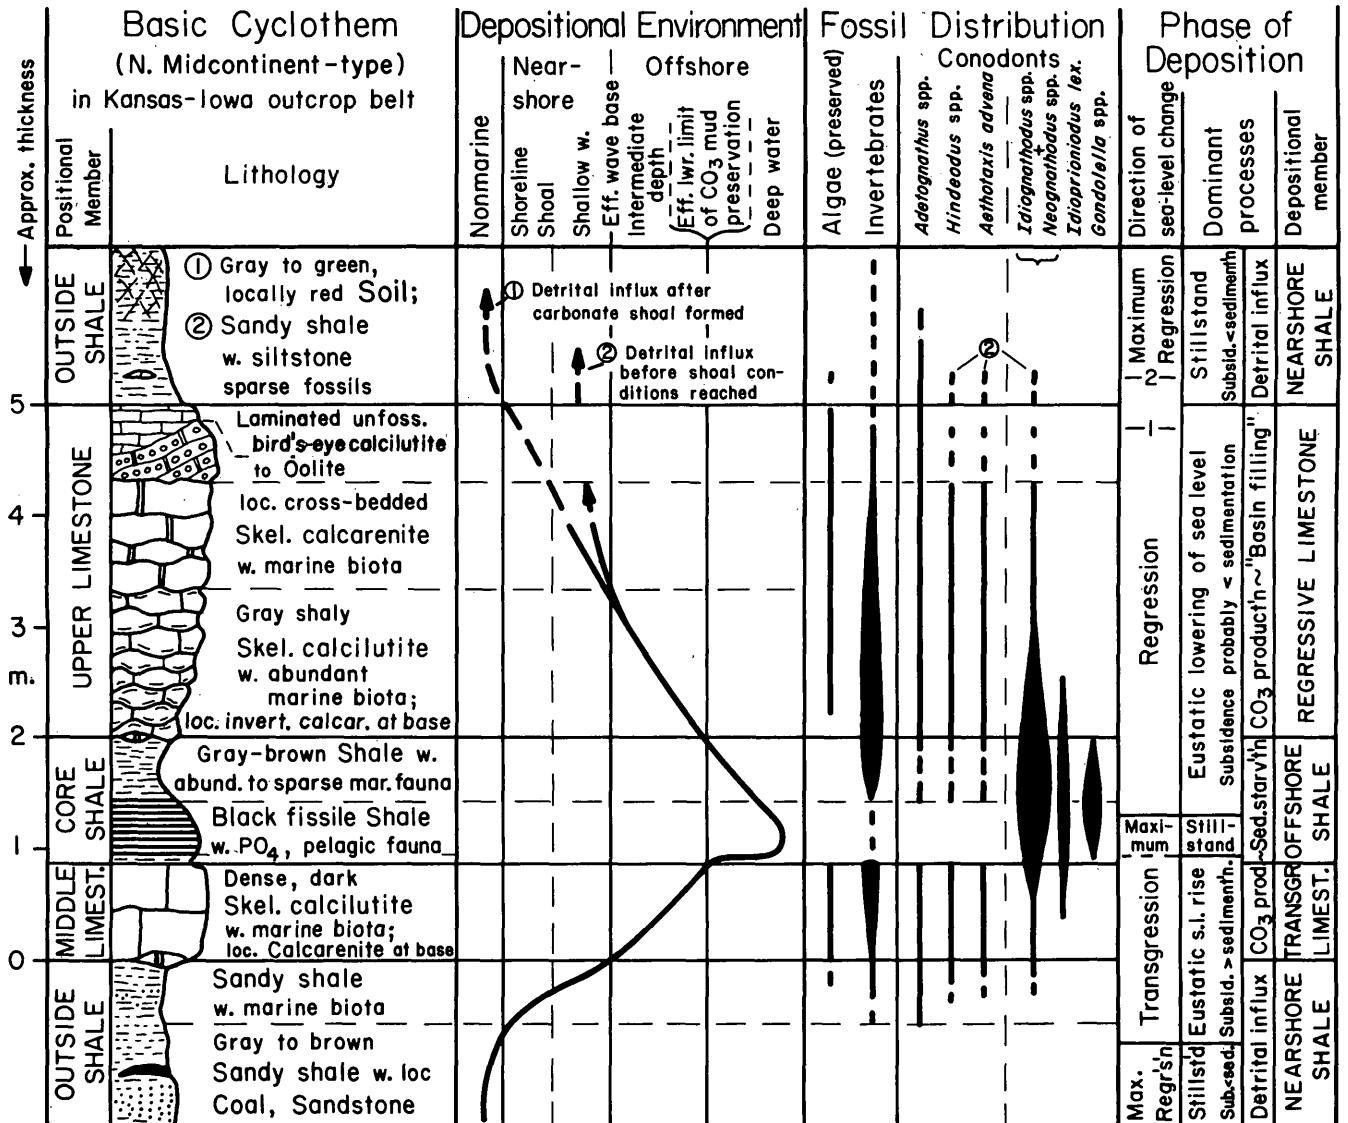 Basic Cyclothem
(N. Midcontinent-type)
in Kansas-Iowa outcrop belt
Depositional Environment
Fossil Distribution
Phase of
Deposition
Approx. thickness
Positional
Member
Lithology
Nonmarine
Near-
shore
Shoreline
Shoal
Shallow w.
Eff. wave base
Offshore
Intermediate
depth
Eff. lwr. limit
of CO3 mud
preservation
Deep water
Algae (preserved)
Invertebrates
Conodonts
Adetognathus spp.
Hindeodus spp.
Aethotaxis advena
Idiognathodus spp.
+
Neognathodus spp.
Idioprioniodus lex.
Gondolella spp.
Direction of
sea-level change
Dominant
processes
Depositional
member
OUTSIDE
SHALE
① Gray to green,
locally red Soil;
② Sandy shale
w. siltstone
sparse fossils
① Detrital influx after
carbonate shoal formed
② Detrital influx
before shoal con-
ditions reached
②
Maximum
Regression
-2-
Stillstand
Subsid.<sedimentn
Detrital influx
NEARSHORE
SHALE
5
UPPER LIMESTONE
Laminated unfoss.
bird's-eye calcilutite
to Oolite
loc. cross-bedded
4
Skel. calcarenite
w. marine biota
Gray shaly
3
Skel. calcilutite
m.
w. abundant
marine biota;
loc. invert. calcar. at base
-1-
Regression
Eustatic lowering of sea level
Subsidence probably < sedimentation
CO3 product'n~"Basin filling"
REGRESSIVE LIMESTONE
2
CORE
SHALE
Gray-brown Shale w.
abund. to sparse mar. fauna
Black fissile Shale
1
w. PO4, pelagic fauna
Maxi-
mum
Still-
stand
~Sed.starv'tn
OFFSHORE
SHALE
MIDDLE
LIMEST.
Dense, dark
Skel. calcilutite
w. marine biota;
loc. Calcarenite at base
Transgression
Eustatic s.l. rise
Subsid. > sedimentn.
CO3 prod.
TRANSGR.
LIMEST.
0
OUTSIDE
SHALE
Sandy shale
w. marine biota
Gray to brown
Sandy shale w. loc
Coal, Sandstone
Max.
Regr'sn
Stillst'd
Sub.<sed.
Detrital influx
NEARSHORE
SHALE